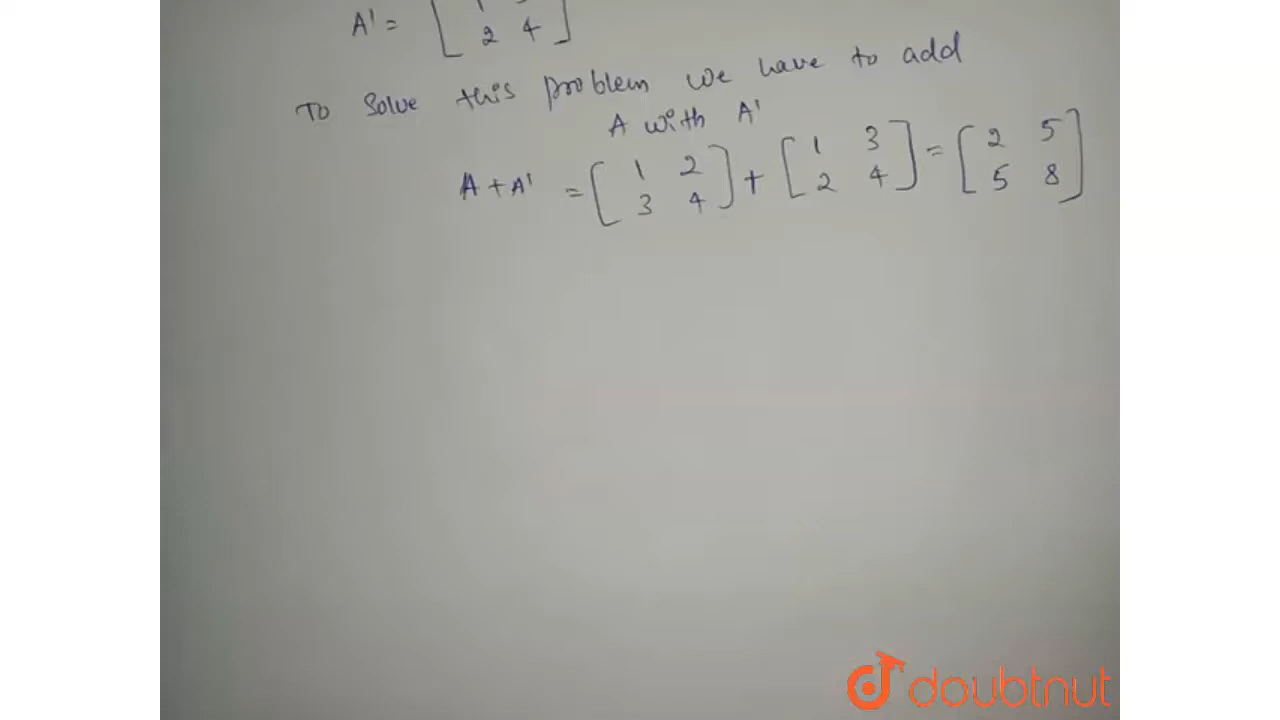 A' = [ 1
2 4 ]
To solve this problem we have to add
A with A'
A + A' = [ 1 2 ] + [ 1 3 ] = [ 2 5 ]
3 4 2 4 5 8
doubtnut